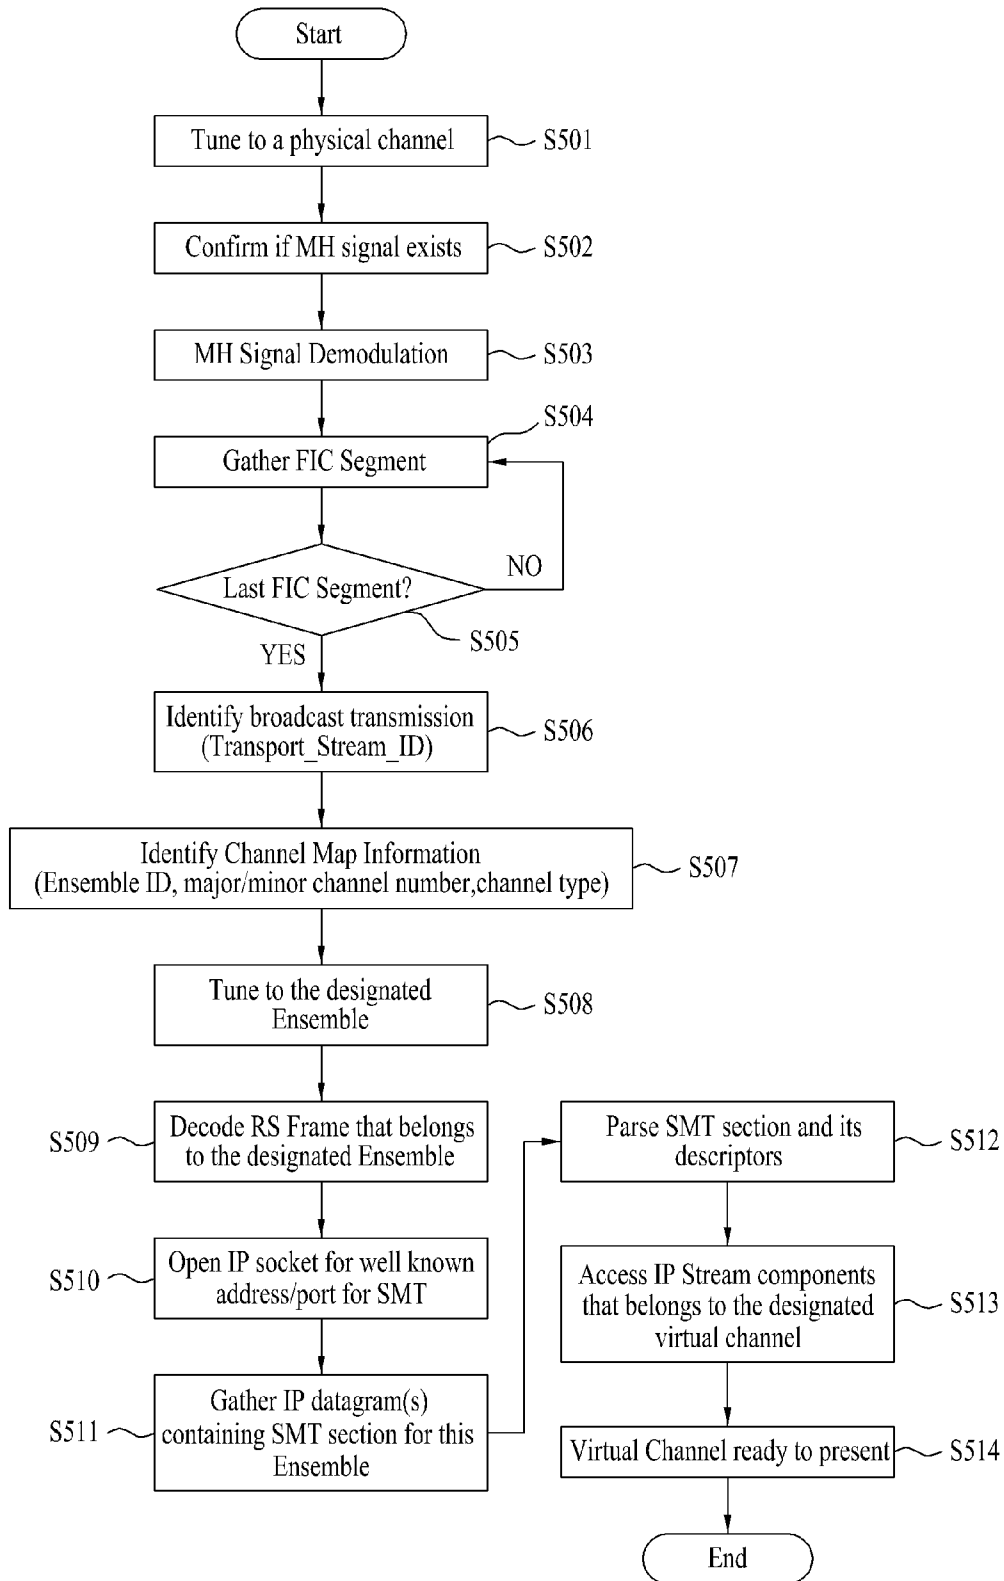 Start
Tune to a physical channel
S501
Confirm if MH signal exists
S502
MH Signal Demodulation
S503
S504
Gather FIC Segment
NO
Last FIC Segment?
S505
YES
Identify broadcast transmission
(Transport_Stream_ID)
S506
Identify Channel Map Information
(Ensemble ID, major/minor channel number,channel type)
S507
Tune to the designated
Ensemble
S508
S509
Decode RS Frame that belongs
to the designated Ensemble
S510
Open IP socket for well known
address/port for SMT
S511
Gather IP datagram(s)
containing SMT section for this
Ensemble
Parse SMT section and its
descriptors
S512
Access IP Stream components
that belongs to the designated
virtual channel
S513
Virtual Channel ready to present
S514
End